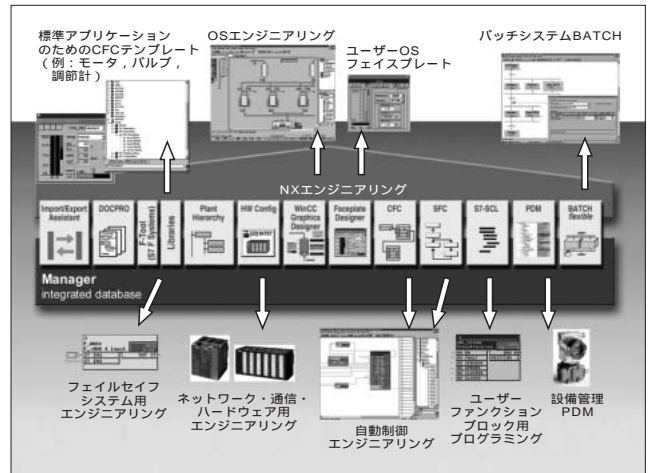 標準アプリケーション
のためのCFCテンプレート
（例：モータ，バルブ，
調節計）
OSエンジニアリング
ユーザーOS
フェイスプレート
バッチシステムBATCH
NXエンジニアリング
Import/Export
Assistant
DOCPRO
F-Tool
(S7 F Systems)
Libraries
Plant
Hierarchy
HW Config
WinCC
Graphics
Designer
Faceplate
Designer
CFC
SFC
S7-SCL
PDM
BATCH
flexible
Manager
integrated database
フェイルセイフ
システム用
エンジニアリング
ネットワーク・通信・
ハードウェア用
エンジニアリング
自動制御
エンジニアリング
ユーザー
ファンクション
ブロック用
プログラミング
設備管理
PDM